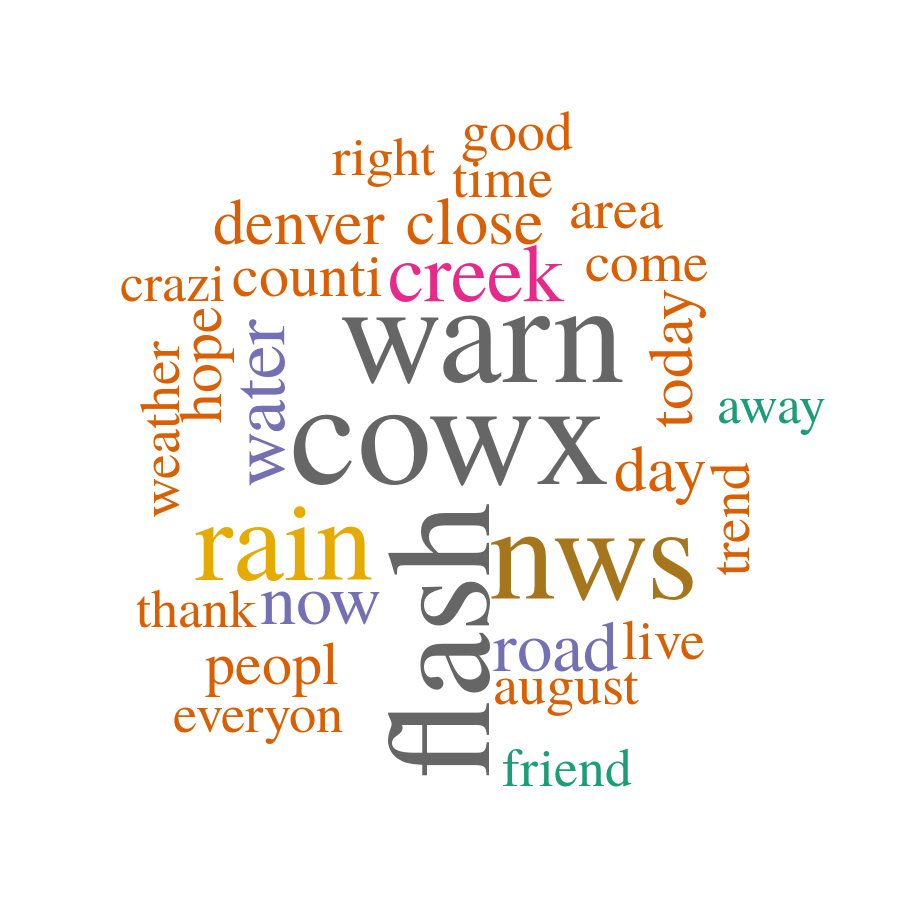 good
right
time
denver close area
crazi counti creek come
hope
warn
today
weather
water
cowx
away
day
trend
rain
flash
nws
thank now
road live
peopl
august
everyon
friend